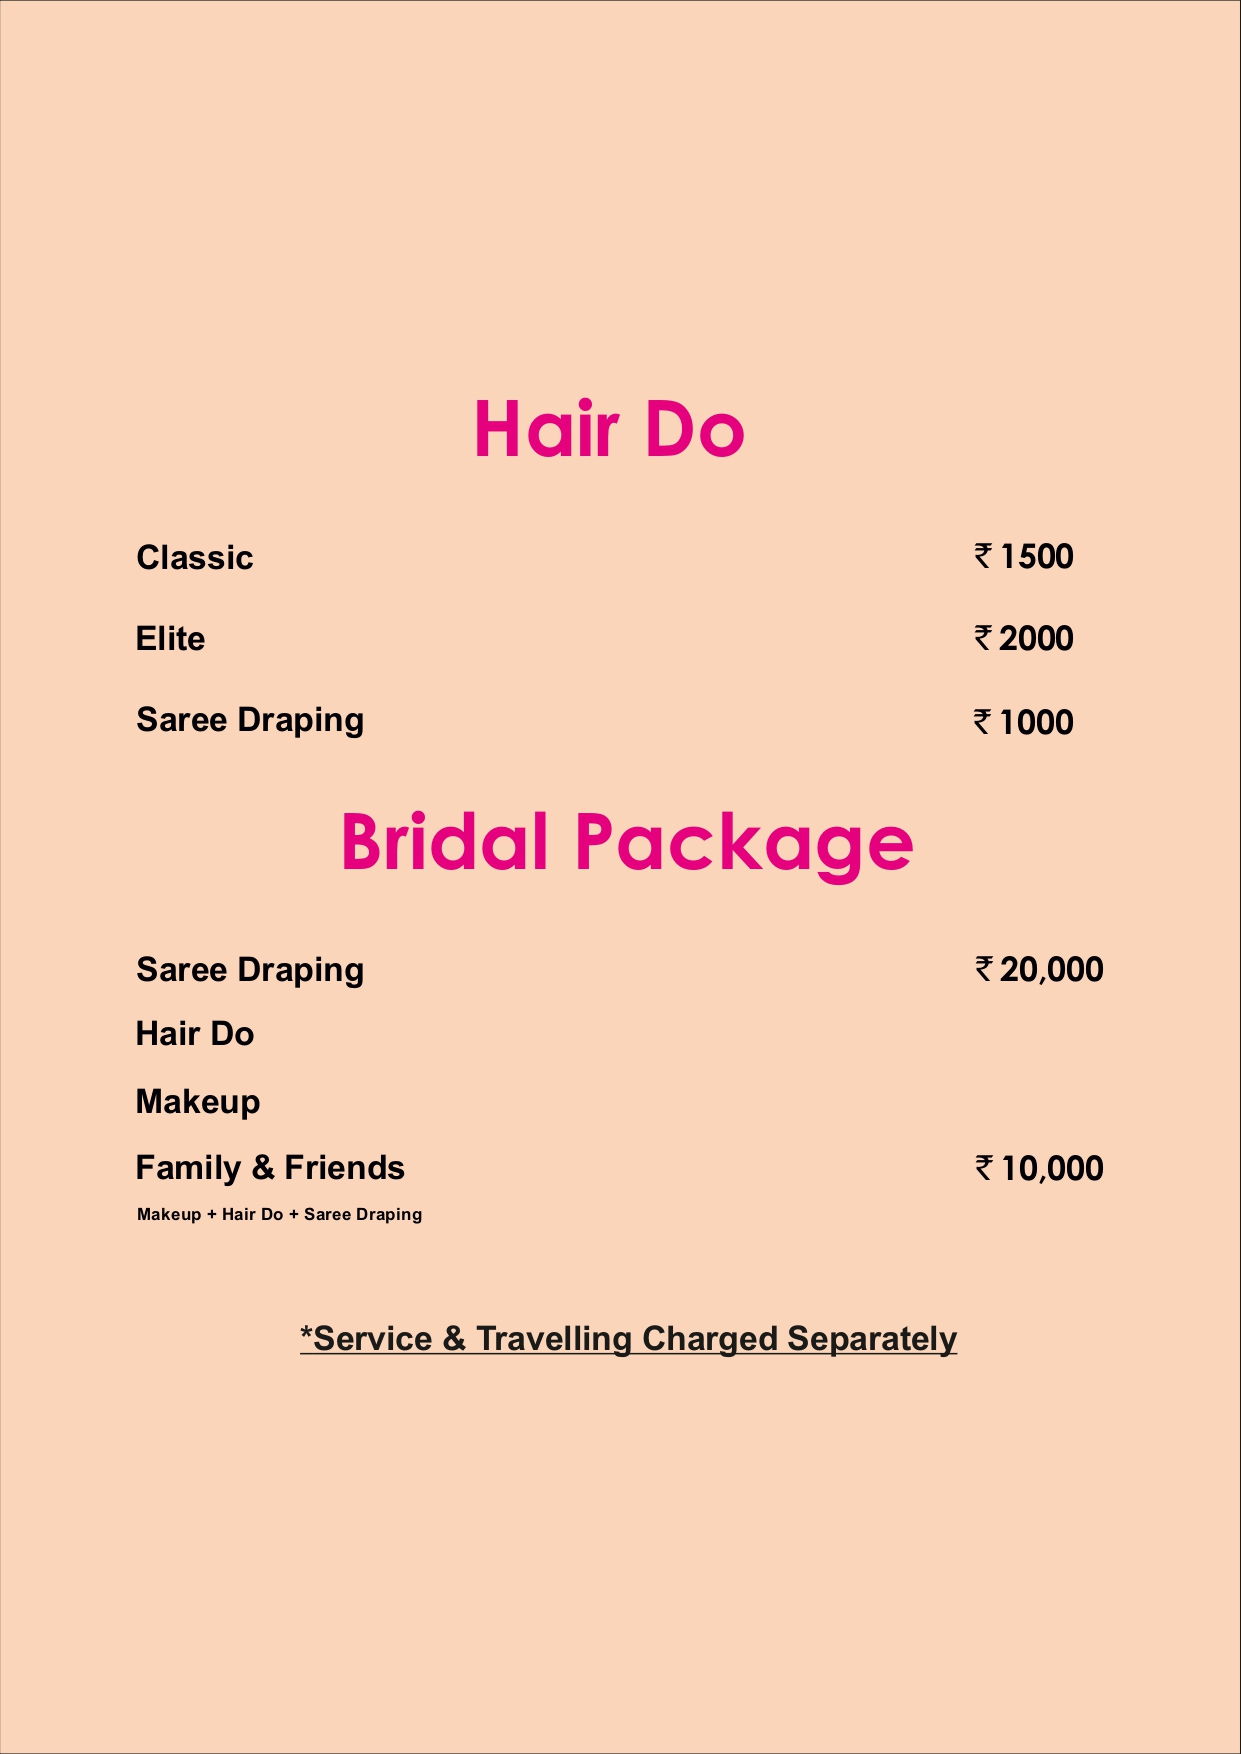 Hair Do
Classic ₹ 1500
Elite ₹ 2000
Saree Draping ₹ 1000
Bridal Package
Saree Draping ₹ 20,000
Hair Do
Makeup
Family & Friends ₹ 10,000
Makeup + Hair Do + Saree Draping
*Service & Travelling Charged Separately